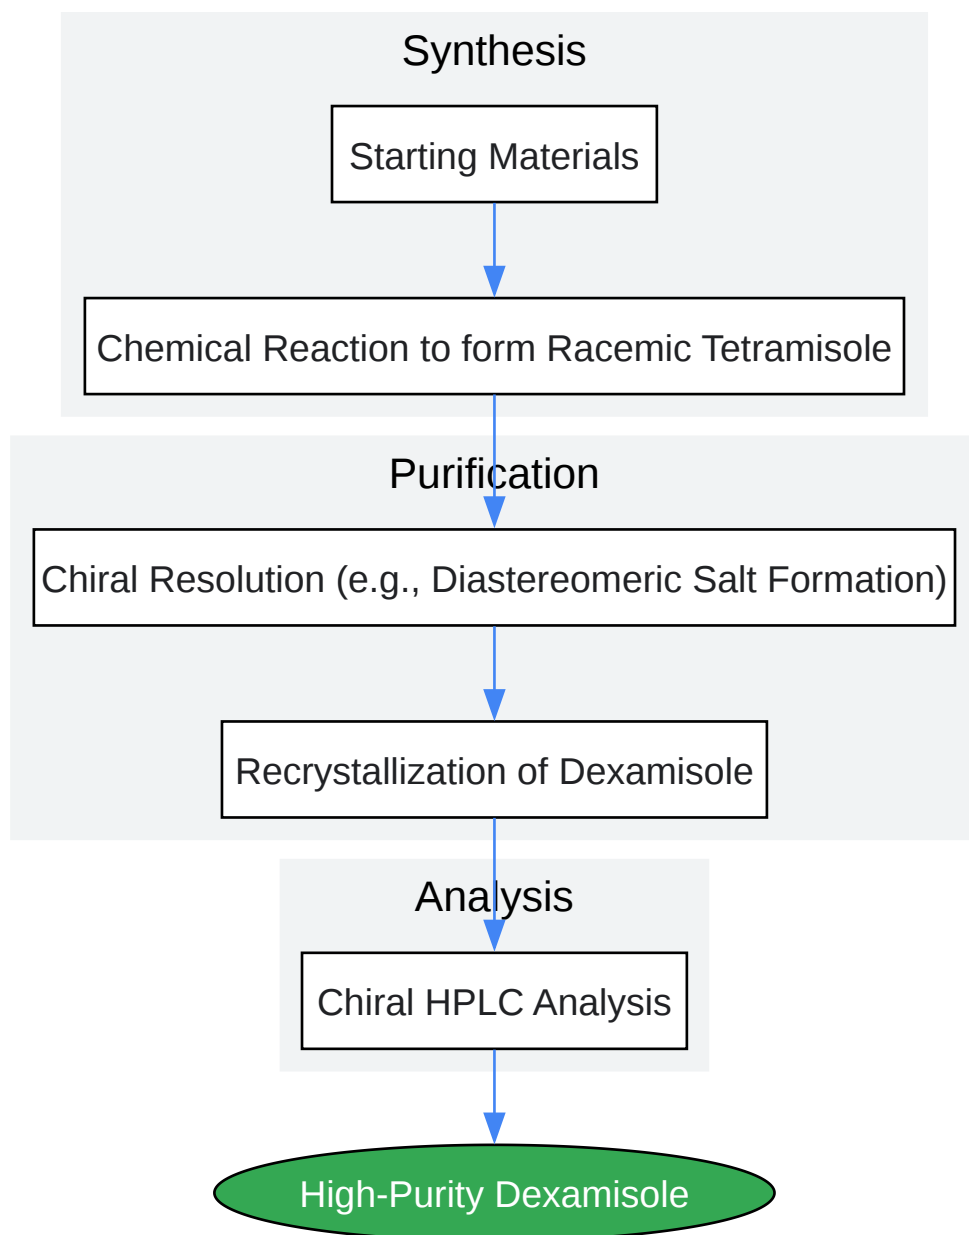 Synthesis
Starting Materials
Chemical Reaction to form Racemic Tetramisole
Purification
Chiral Resolution (e.g., Diastereomeric Salt Formation)
Recrystallization of Dexamisole
Analysis
Chiral HPLC Analysis
High-Purity Dexamisole